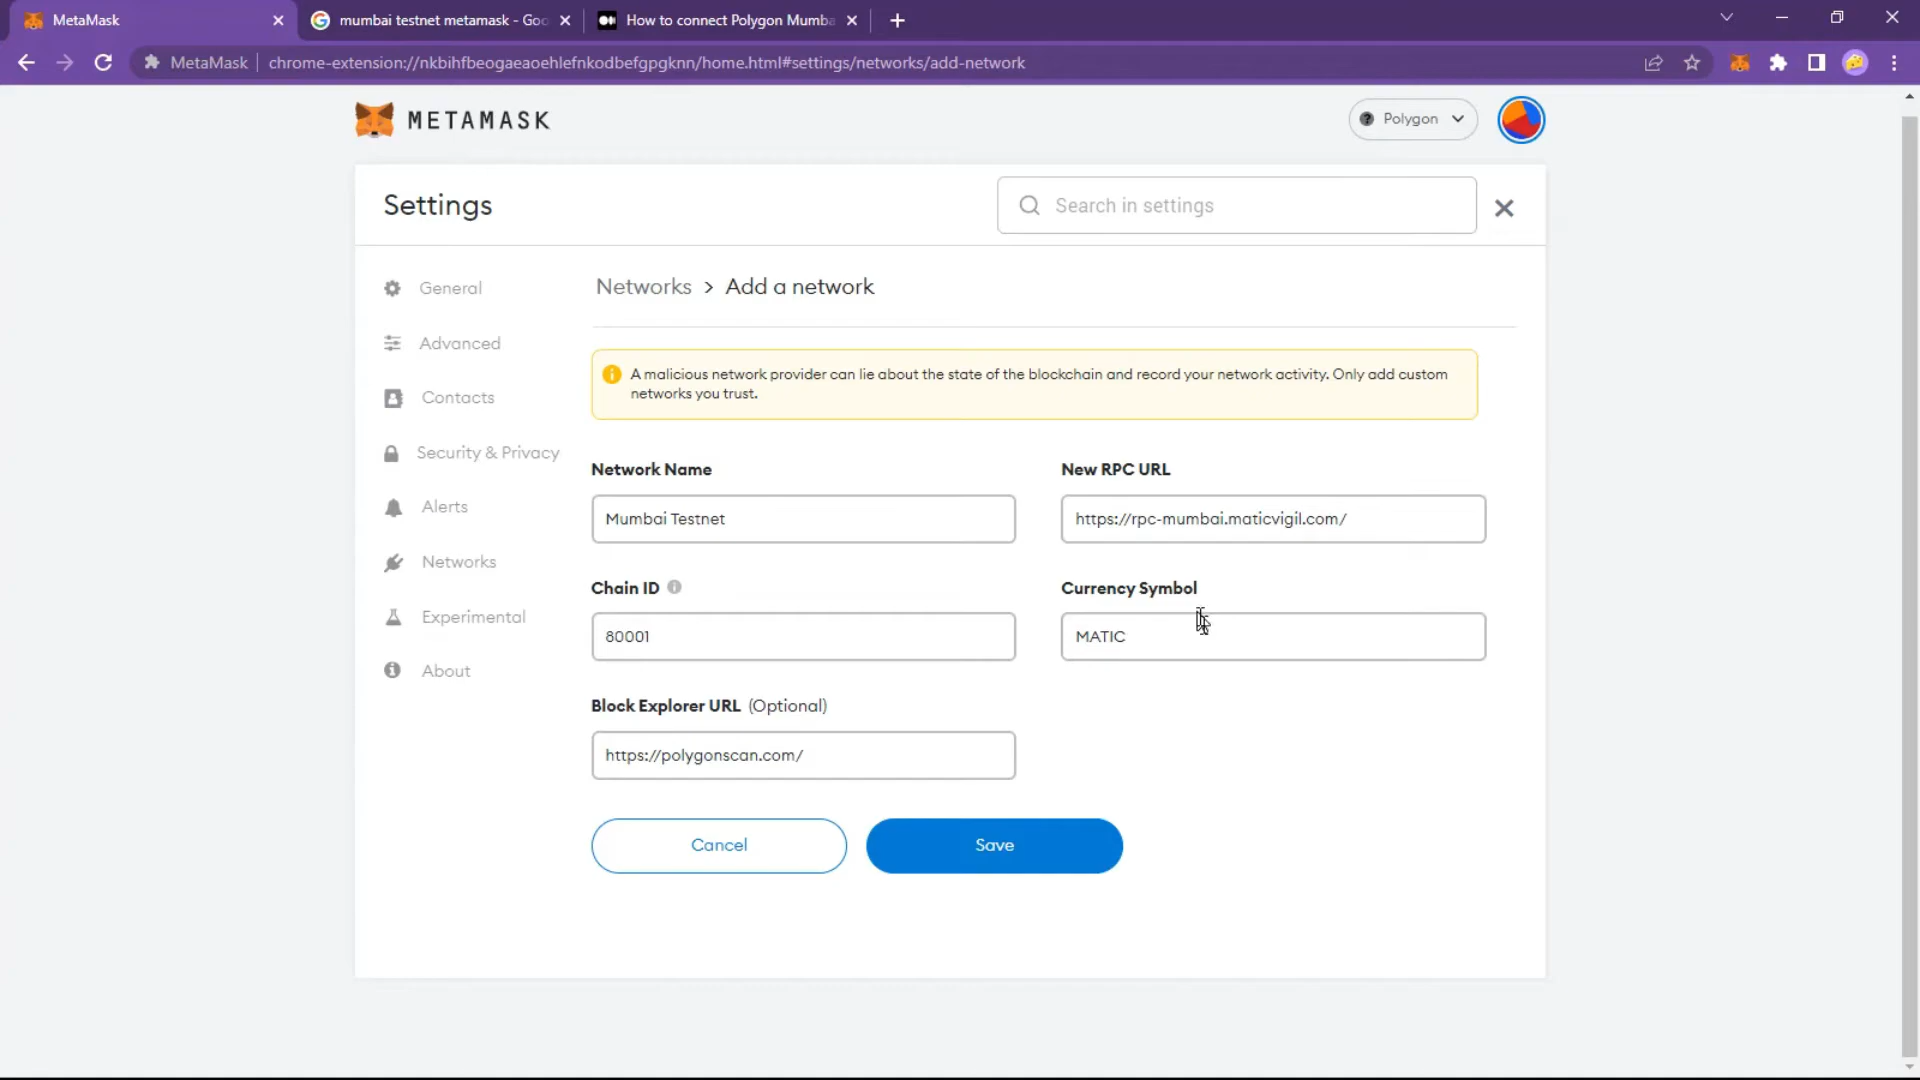 MetaMask
mumbai testnet metamask - Goo
How to connect Polygon Mumba
MetaMask
chrome-extension://nkbihfbeogaeaoehlefnkodbefgpgknn/home.html#settings/networks/add-network
METAMASK
Polygon
Settings
Search in settings
General
Advanced
Contacts
Security & Privacy
Alerts
Networks
Experimental
About
Networks > Add a network
A malicious network provider can lie about the state of the blockchain and record your network activity. Only add custom
networks you trust.
Network Name
Mumbai Testnet
New RPC URL
https://rpc-mumbai.maticvigil.com/
Chain ID
80001
Currency Symbol
MATIC
Block Explorer URL (Optional)
https://polygonscan.com/
Cancel
Save